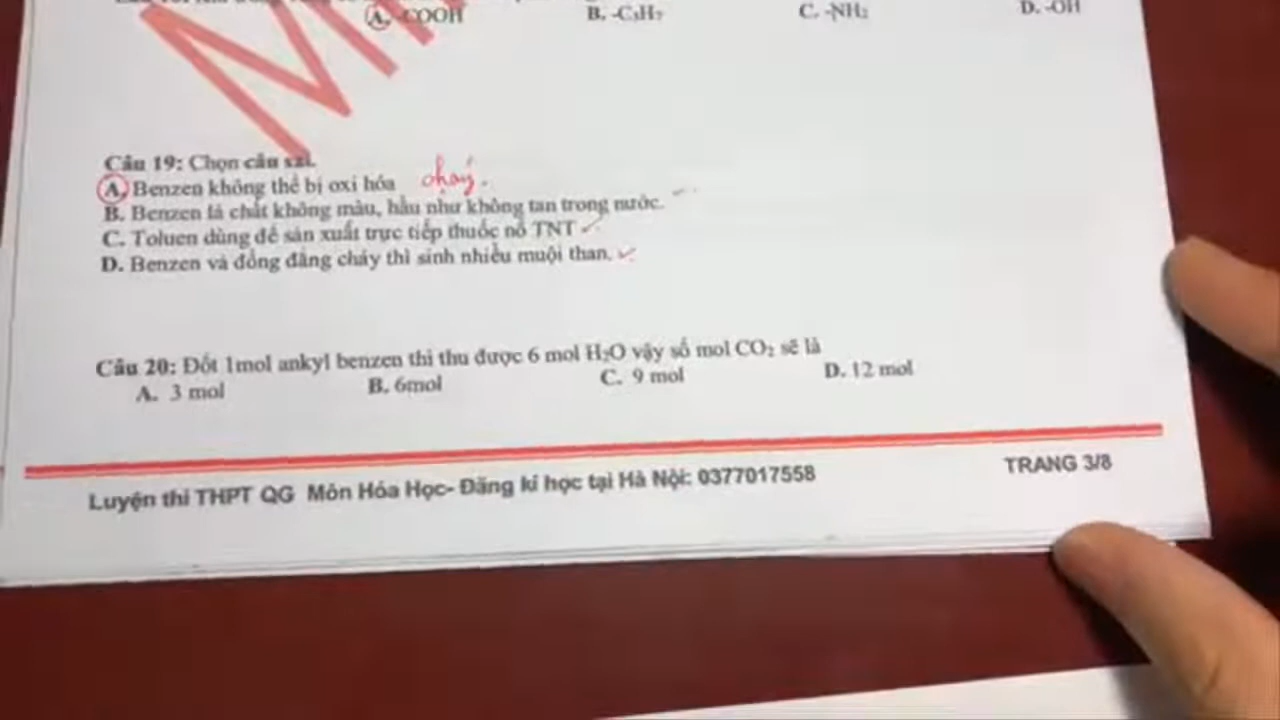 A. -COOH B. -C₃H₇ C. -NH₂ D. -OH
Câu 19: Chọn câu sai.
A. Benzen không thể bị oxi hóa cháy.
B. Benzen là chất không màu, hầu như không tan trong nước.
C. Toluen dùng để sản xuất trực tiếp thuốc nổ TNT
D. Benzen và đồng đẳng cháy thì sinh nhiều muội than.
Câu 20: Đốt 1mol ankyl benzen thì thu được 6 mol H₂O vậy số mol CO₂ sẽ là
A. 3 mol B. 6mol C. 9 mol D. 12 mol
Luyện thi THPT QG Môn Hóa Học- Đăng kí học tại Hà Nội: 0377017558 TRANG 3/8